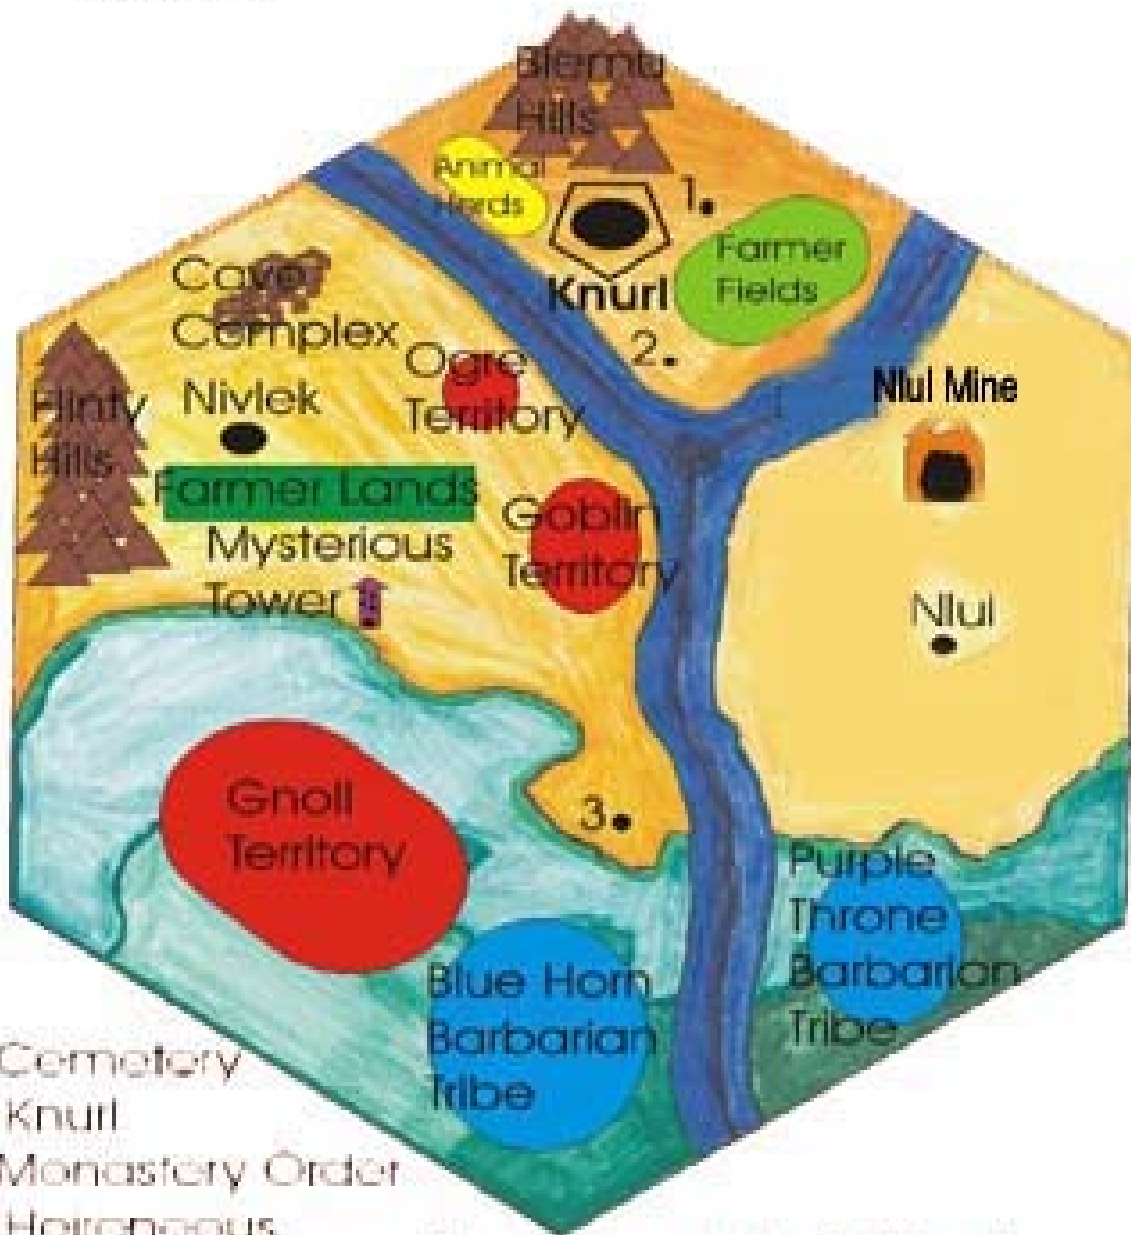 Blemu
Hills
Animal
Herds
1.
Farmer
Fields
Knurl
2.
Cave
Complex
Ogre
Territory
Nlul Mine
Flinty
Hills
Nivlek
Farmer Lands
Goblin
Territory
Mysterious
Tower
Nlul
Gnoll
Territory
3.
Purple
Throne
Barbarian
Tribe
Blue Horn
Barbarian
Tribe
Cemetery
Knurl
Monastery Order